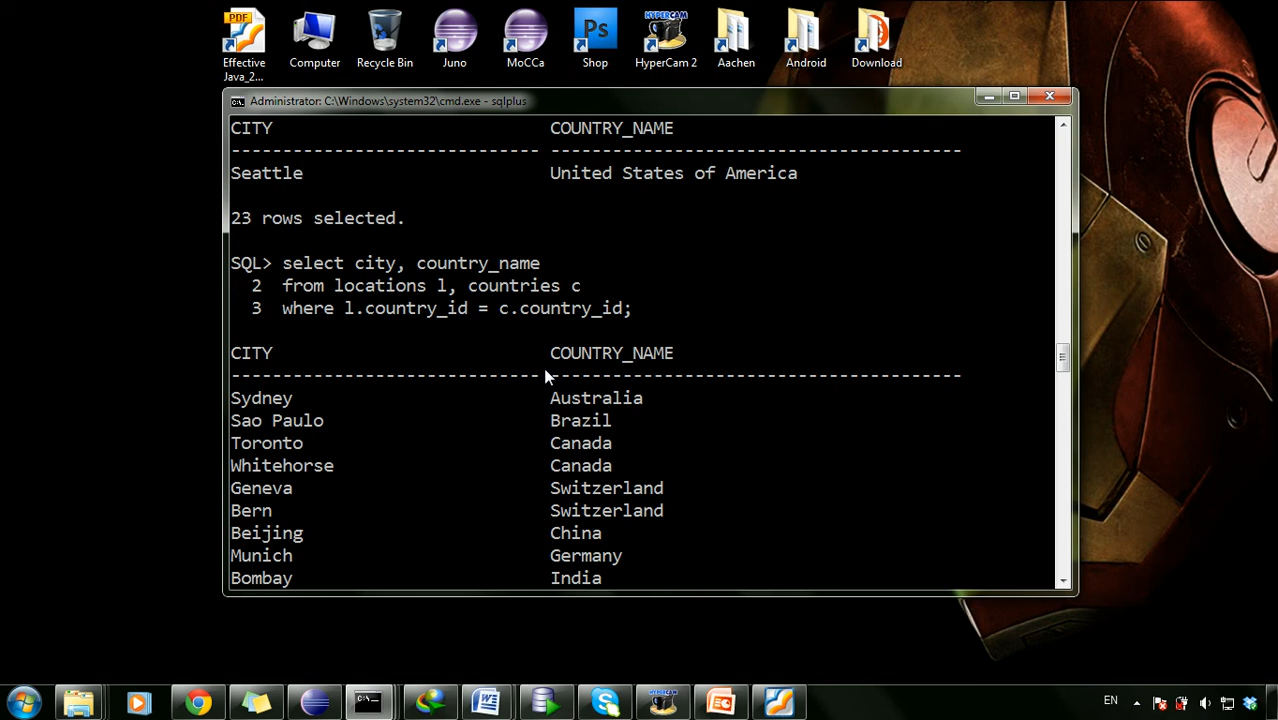 PDF
HYPERCAM
Ps
Effective
Java_2...
Computer
Recycle Bin
Juno
MoCCa
Shop
HyperCam 2
Aachen
Android
Download
Administrator: C:\Windows\system32\cmd.exe - sqlplus
CITY COUNTRY_NAME
------------------------------ ----------------------------------------
Seattle United States of America
23 rows selected.
SQL> select city, country_name
2 from locations l, countries c
3 where l.country_id = c.country_id;
CITY COUNTRY_NAME
------------------------------ ----------------------------------------
Sydney Australia
Sao Paulo Brazil
Toronto Canada
Whitehorse Canada
Geneva Switzerland
Bern Switzerland
Beijing China
Munich Germany
Bombay India
EN